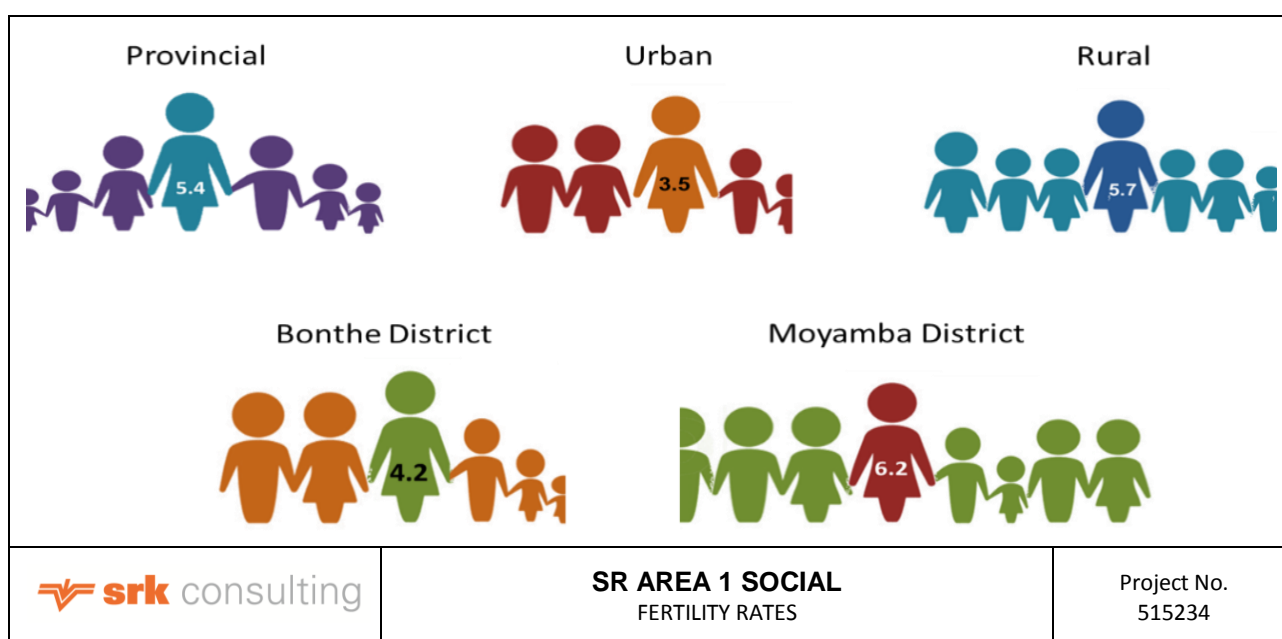 Provincial
Urban
Rural
5.4
3.5
5.7
Bonthe District
Moyamba District
4.2
6.2
srk consulting
SR AREA 1 SOCIAL
FERTILITY RATES
Project No.
515234